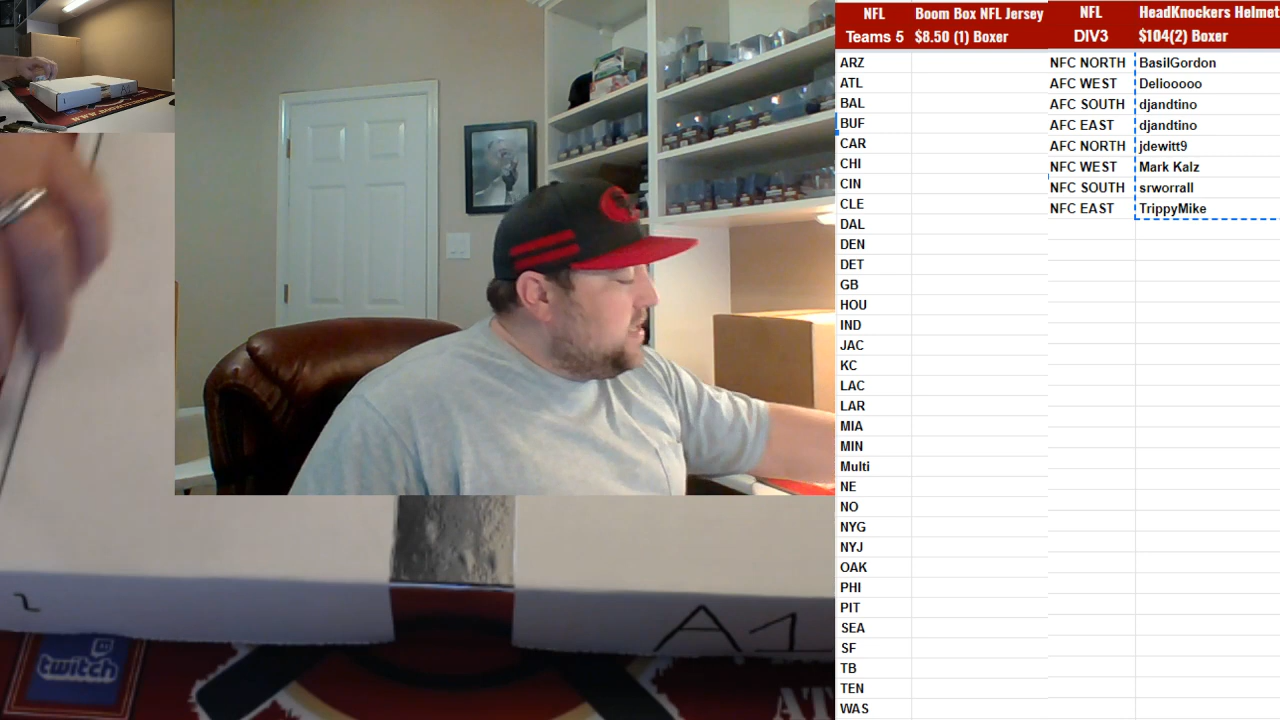 NFL Boom Box NFL Jersey NFL HeadKnockers Helmet
Teams 5 $8.50 (1) Boxer DIV3 $104(2) Boxer
ARZ
ATL
BAL
BUF
CAR
CHI
CIN
CLE
DAL
DEN
DET
GB
HOU
IND
JAC
KC
LAC
LAR
MIA
MIN
Multi
NE
NO
NYG
NYJ
OAK
PHI
PIT
SEA
SF
TB
TEN
WAS
NFC NORTH BasilGordon
AFC WEST Deliooooo
AFC SOUTH djandtino
AFC EAST djandtino
AFC NORTH jdewitt9
NFC WEST Mark Kalz
NFC SOUTH srworrall
NFC EAST TrippyMike
A1
twitch